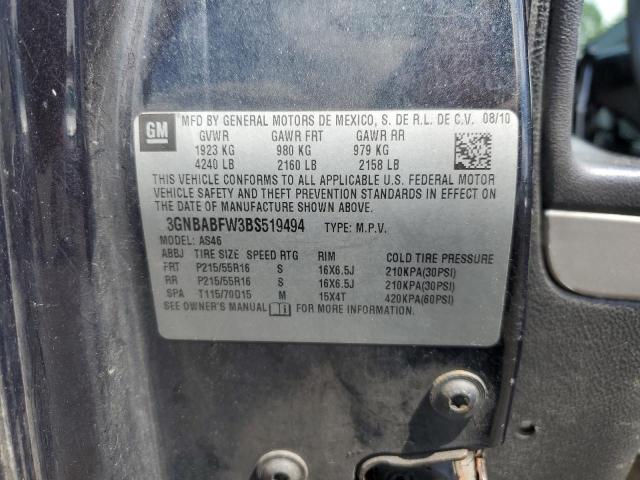 GM
MFD BY GENERAL MOTORS DE MEXICO, S. DE R.L. DE C.V. 08/10
GVWR GAWR FRT GAWR RR
1923 KG 980 KG 979 KG
4240 LB 2160 LB 2158 LB
THIS VEHICLE CONFORMS TO ALL APPLICABLE U.S. FEDERAL MOTOR
VEHICLE SAFETY AND THEFT PREVENTION STANDARDS IN EFFECT ON
THE DATE OF MANUFACTURE SHOWN ABOVE.
3GNBABFW3BS519494 TYPE: M.P.V.
MODEL: AS46
ABBJ TIRE SIZE SPEED RTG RIM COLD TIRE PRESSURE
FRT P215/55R16 S 16X6.5J 210KPA(30PSI)
RR P215/55R16 S 16X6.5J 210KPA(30PSI)
SPA T115/70D15 M 15X4T 420KPA(60PSI)
SEE OWNER'S MANUAL FOR MORE INFORMATION.